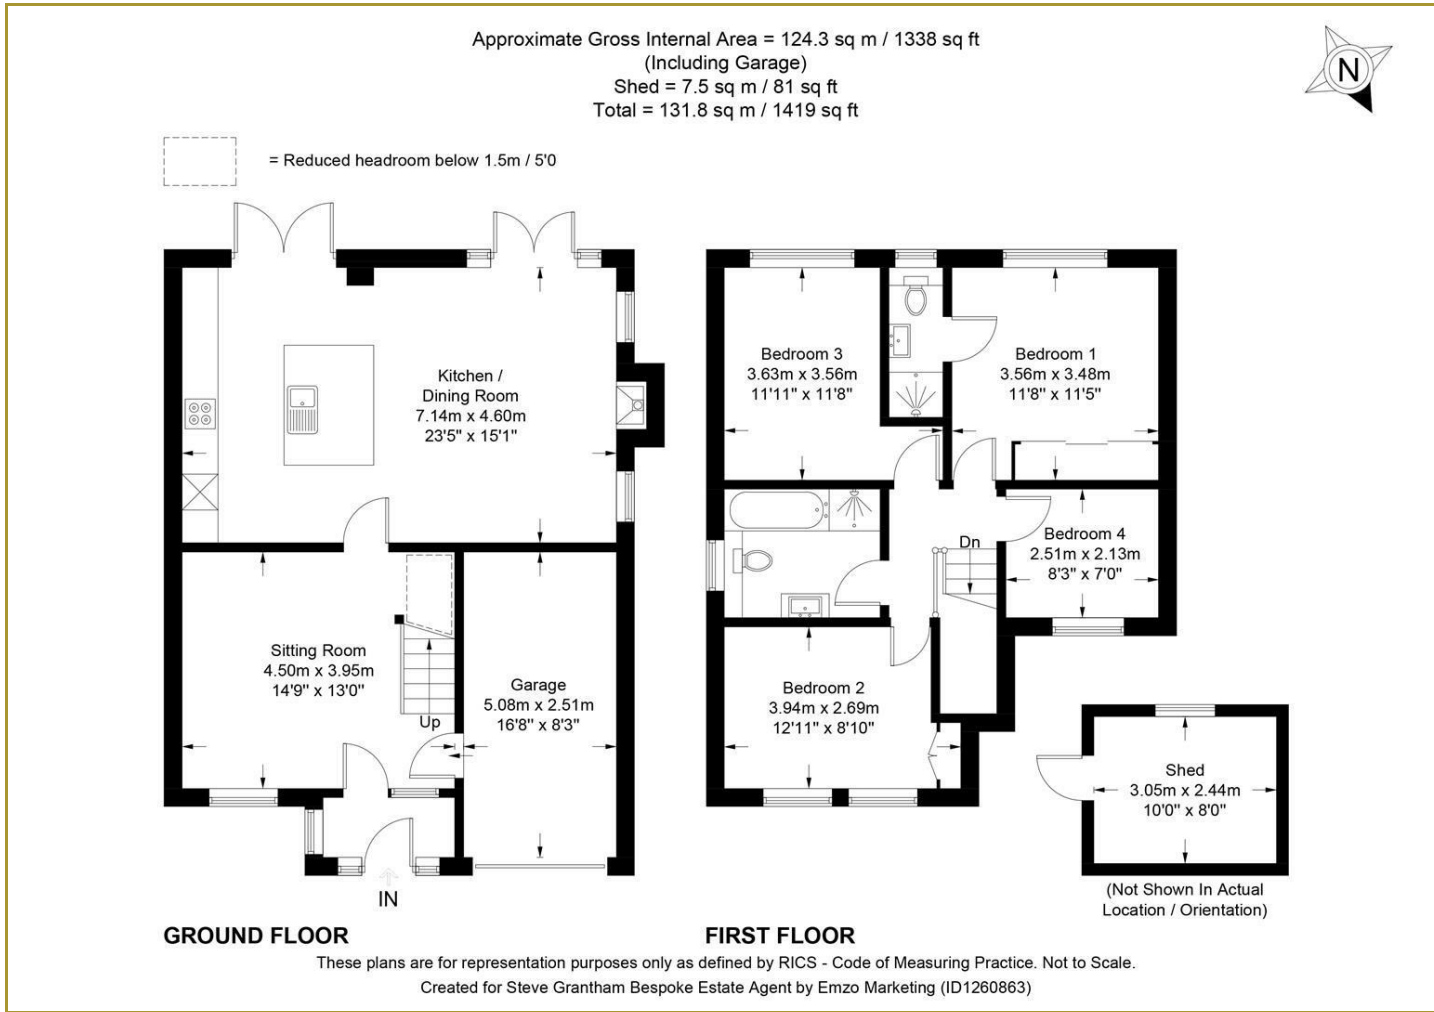 Approximate Gross Internal Area = 124.3 sq m / 1338 sq ft
(Including Garage)
Shed = 7.5 sq m / 81 sq ft
Total = 131.8 sq m / 1419 sq ft
N
= Reduced headroom below 1.5m / 5'0
Kitchen /
Dining Room
7.14m x 4.60m
23'5" x 15'1"
Sitting Room
4.50m x 3.95m
14'9" x 13'0"
Up
Garage
5.08m x 2.51m
16'8" x 8'3"
IN
GROUND FLOOR
Bedroom 3
3.63m x 3.56m
11'11" x 11'8"
Bedroom 1
3.56m x 3.48m
11'8" x 11'5"
Dn
Bedroom 4
2.51m x 2.13m
8'3" x 7'0"
Bedroom 2
3.94m x 2.69m
12'11" x 8'10"
Shed
3.05m x 2.44m
10'0" x 8'0"
(Not Shown In Actual
Location / Orientation)
FIRST FLOOR
These plans are for representation purposes only as defined by RICS - Code of Measuring Practice. Not to Scale.
Created for Steve Grantham Bespoke Estate Agent by Emzo Marketing (ID1260863)